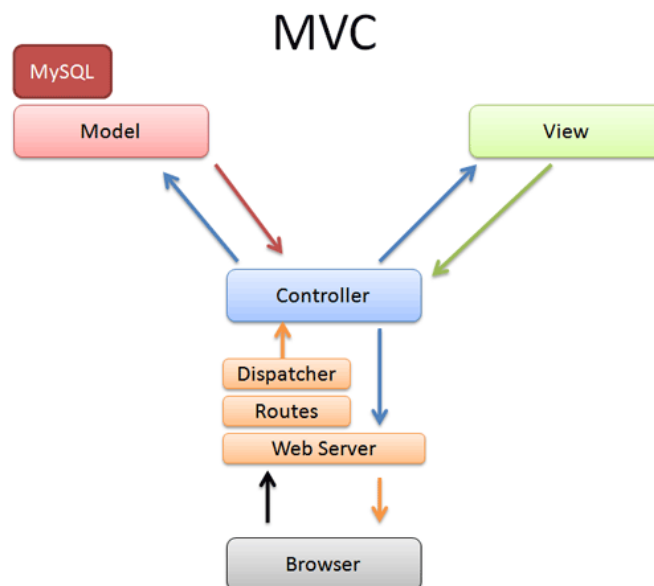 MVC
MySQL
Model
View
Controller
Dispatcher
Routes
Web Server
Browser